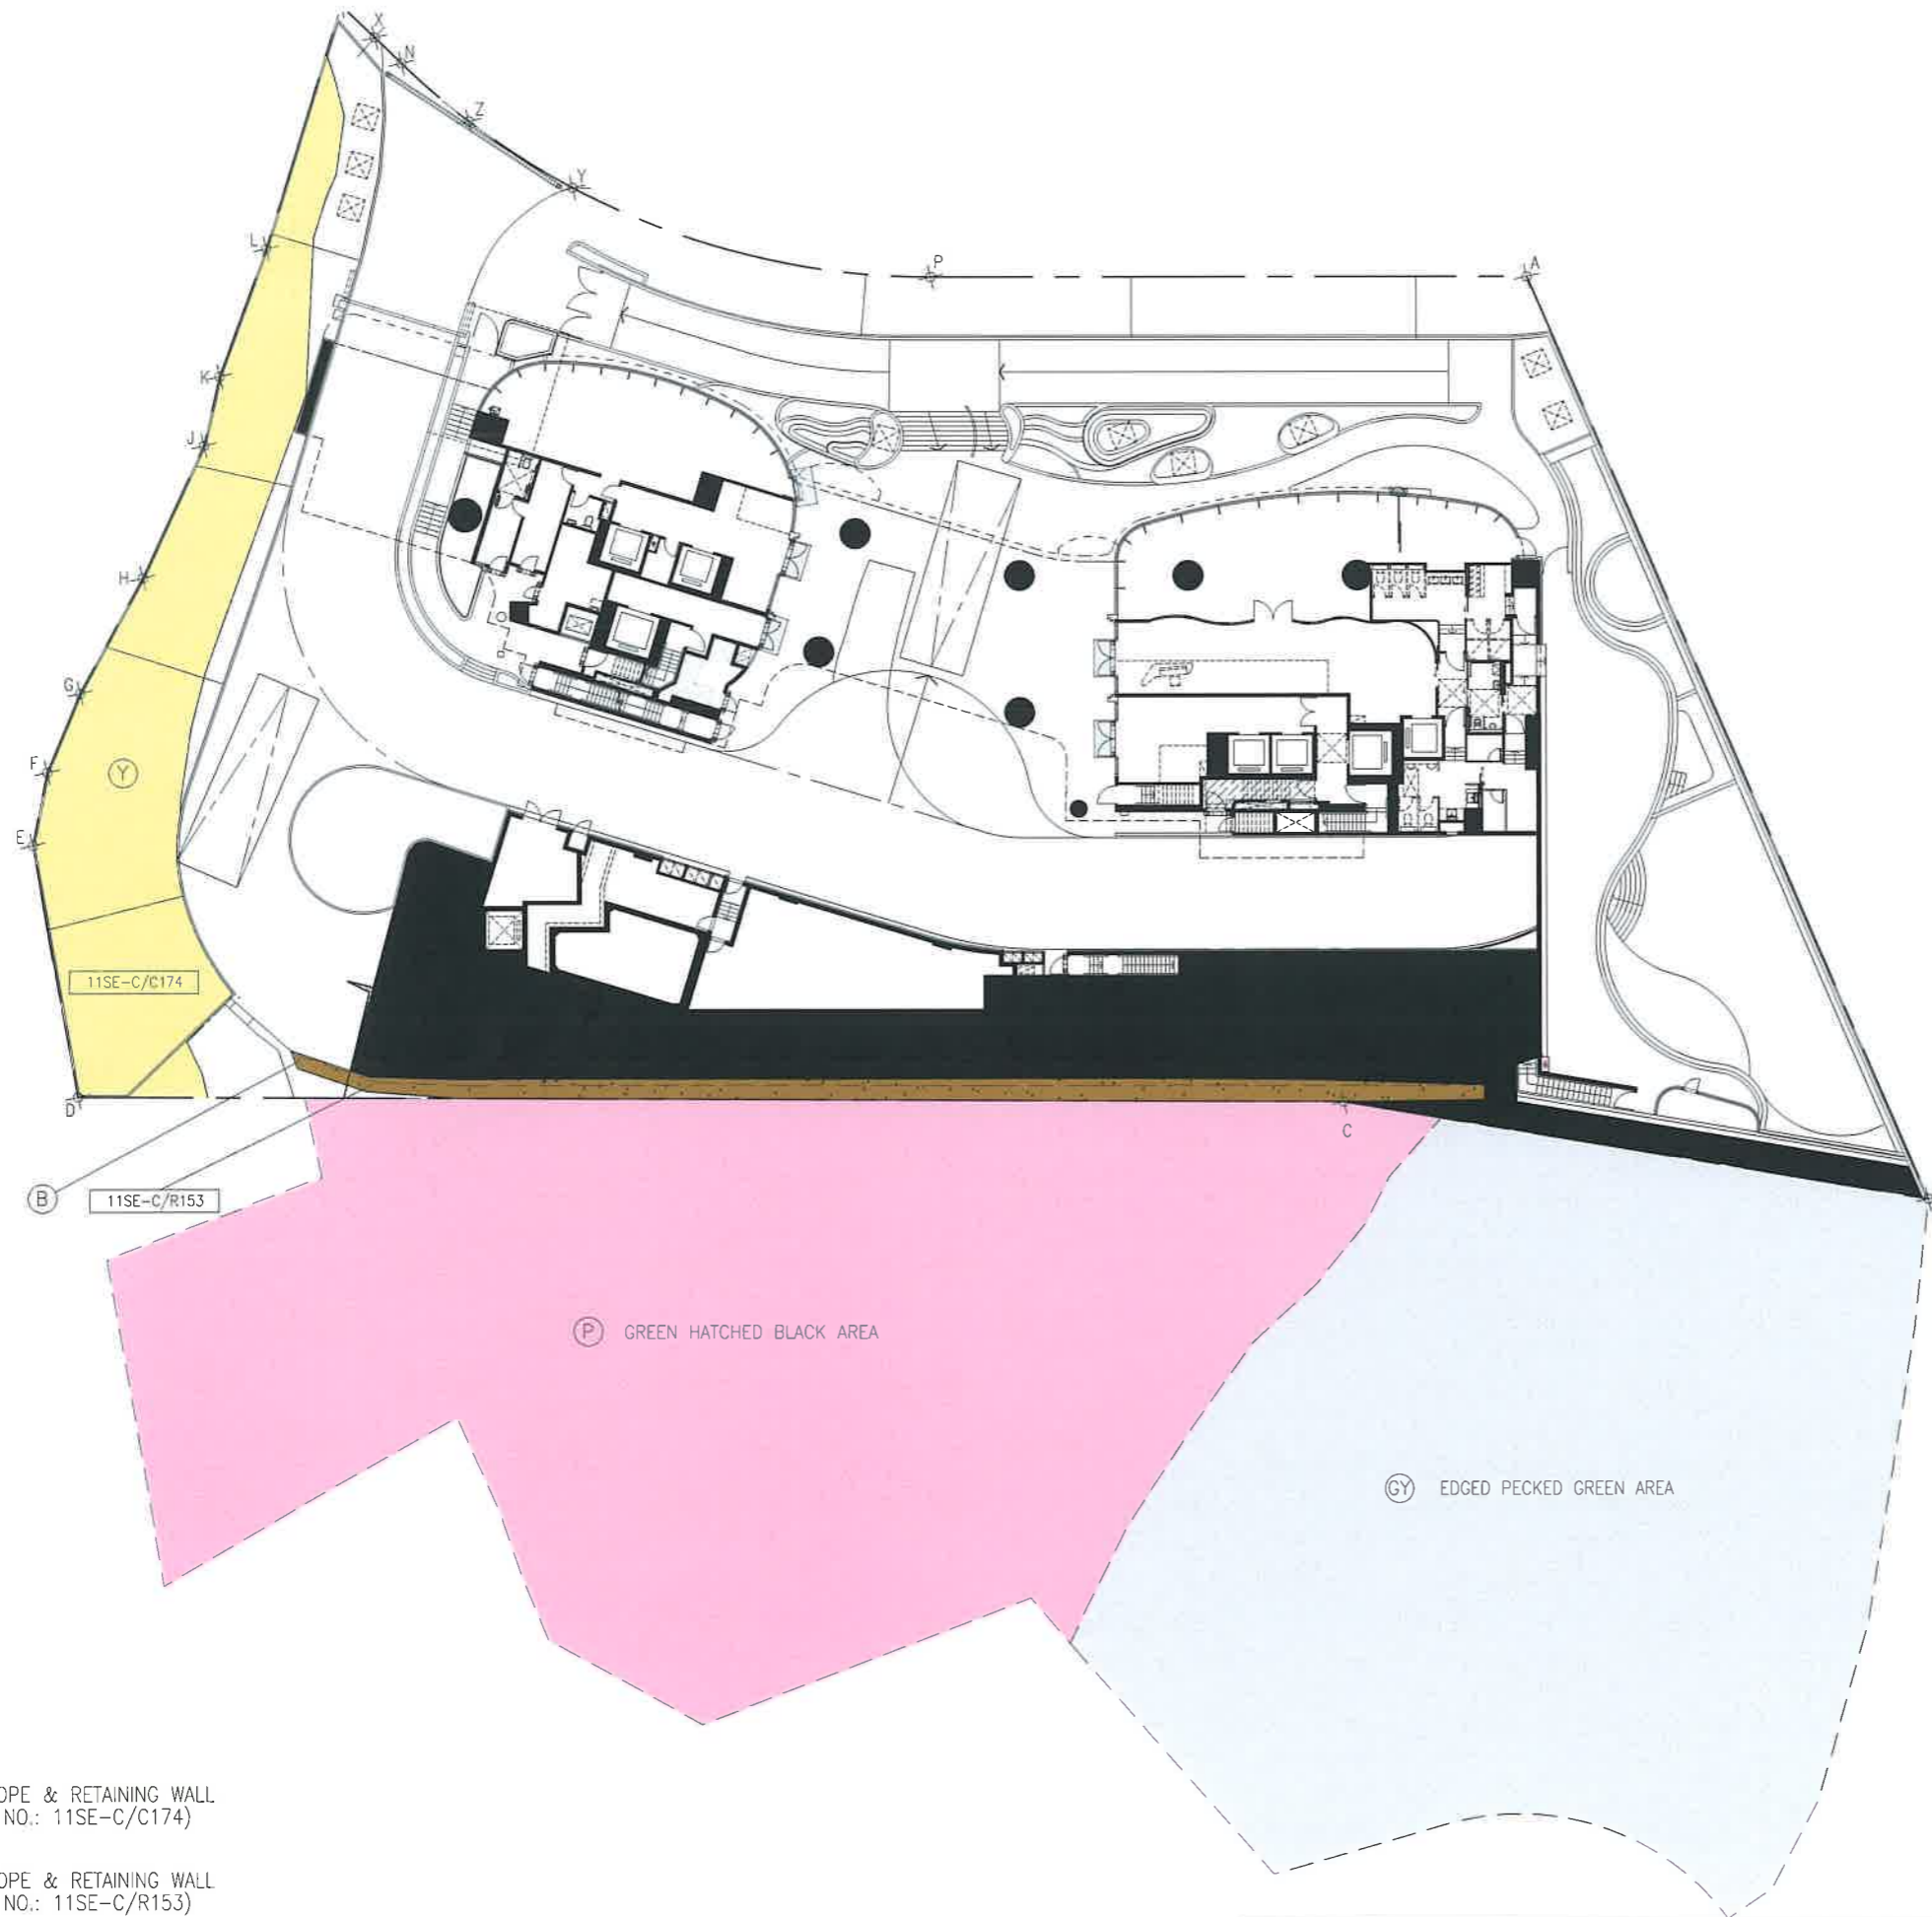 X
N
Z
Y
L
P
A
K
J
H
G
F
Y
E
11SE-C/C174
D
C
B
11SE-C/R153
P GREEN HATCHED BLACK AREA
GY EDGED PECKED GREEN AREA
OPE & RETAINING WALL
NO.: 11SE-C/C174)
OPE & RETAINING WALL
NO.: 11SE-C/R153)